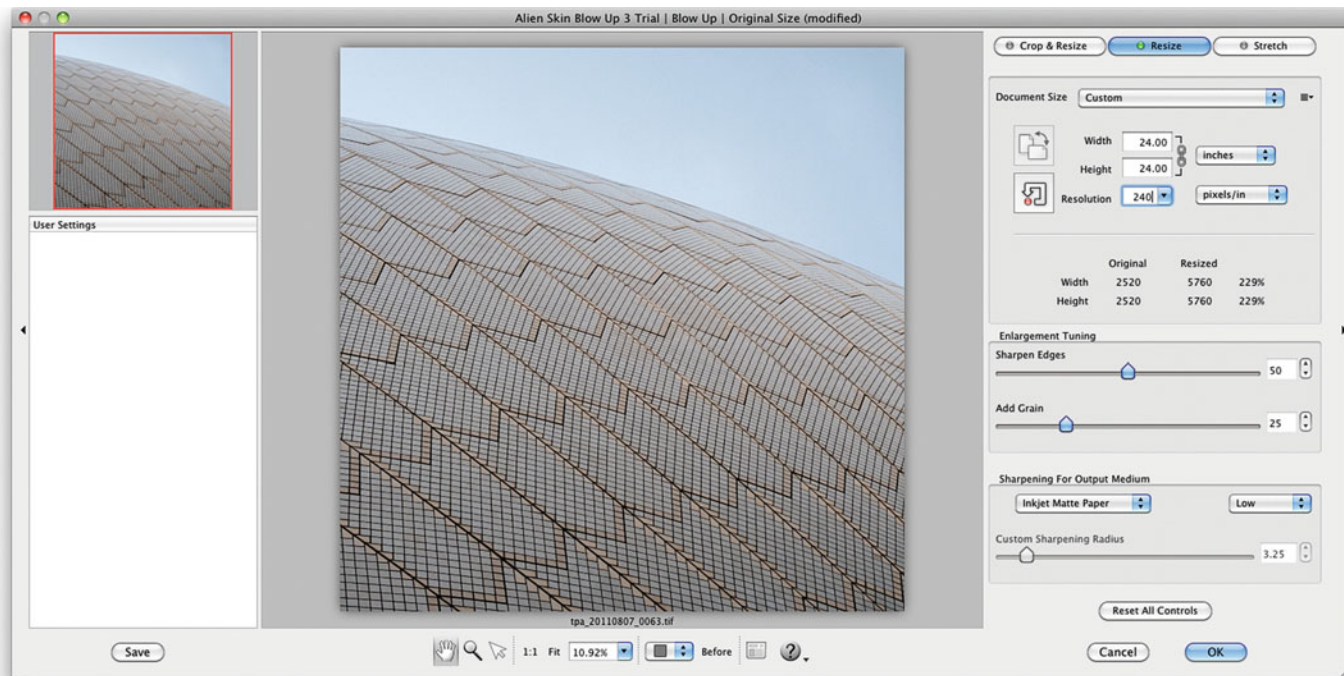 Alien Skin Blow Up 3 Trial | Blow Up | Original Size (modified)
Crop & Resize
Resize
Stretch
Document Size Custom
Width 24.00
Height 24.00
inches
Resolution 240 pixels/in
Original Resized
Width 2520 5760 229%
Height 2520 5760 229%
User Settings
Enlargement Tuning
Sharpen Edges
50
Add Grain
25
Sharpening For Output Medium
Inkjet Matte Paper Low
Custom Sharpening Radius
3.25
Reset All Controls
tpa_20110807_0063.tif
Save
1:1 Fit 10.92% Before ?
Cancel OK